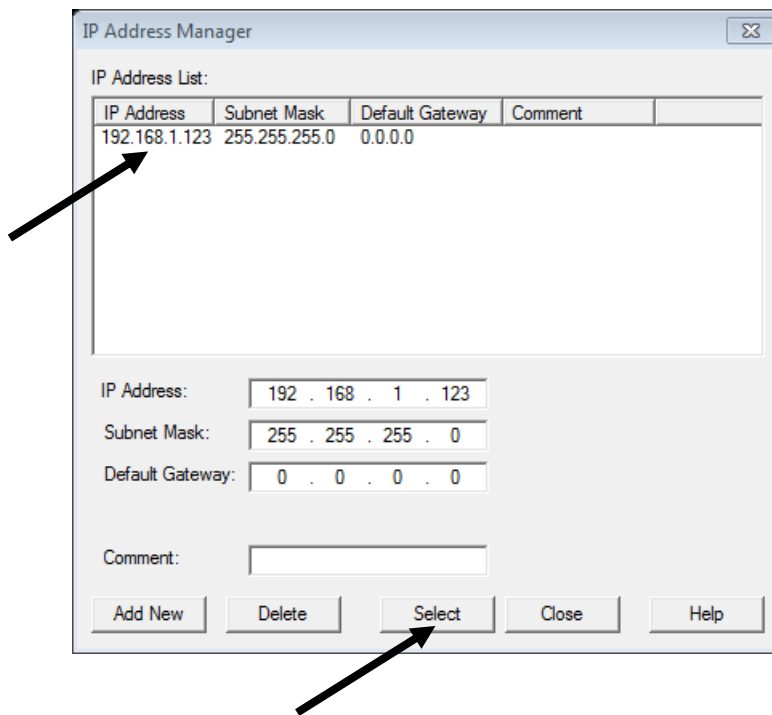 IP Address Manager
IP Address List:
IP Address Subnet Mask Default Gateway Comment
192.168.1.123 255.255.255.0 0.0.0.0
IP Address: 192 . 168 . 1 . 123
Subnet Mask: 255 . 255 . 255 . 0
Default Gateway: 0 . 0 . 0 . 0
Comment:
Add New Delete Select Close Help